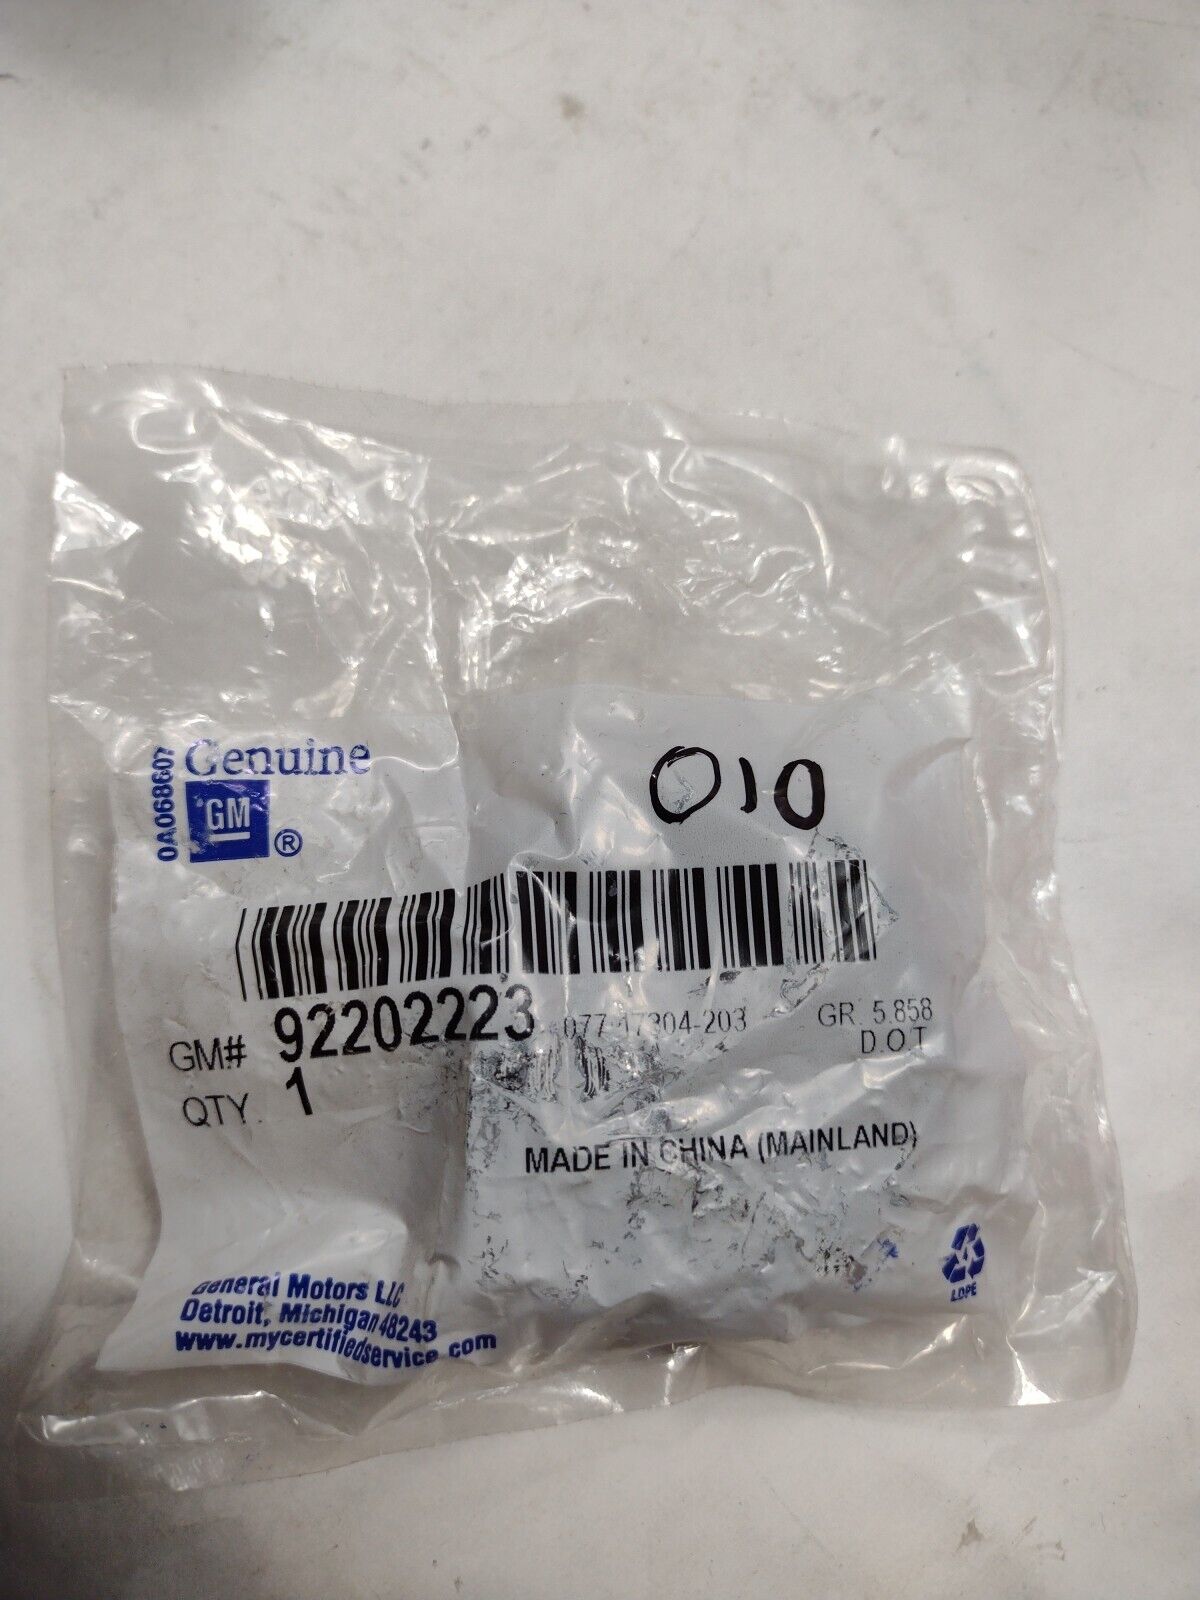 0A068607
Genuine
GM
®
010
GM# 92202223 077-17304-203 GR. 5.858
D.O.T
QTY. 1
MADE IN CHINA (MAINLAND)
General Motors LLC
Detroit, Michigan 48243
www.mycertifiedservice.com
LDPE